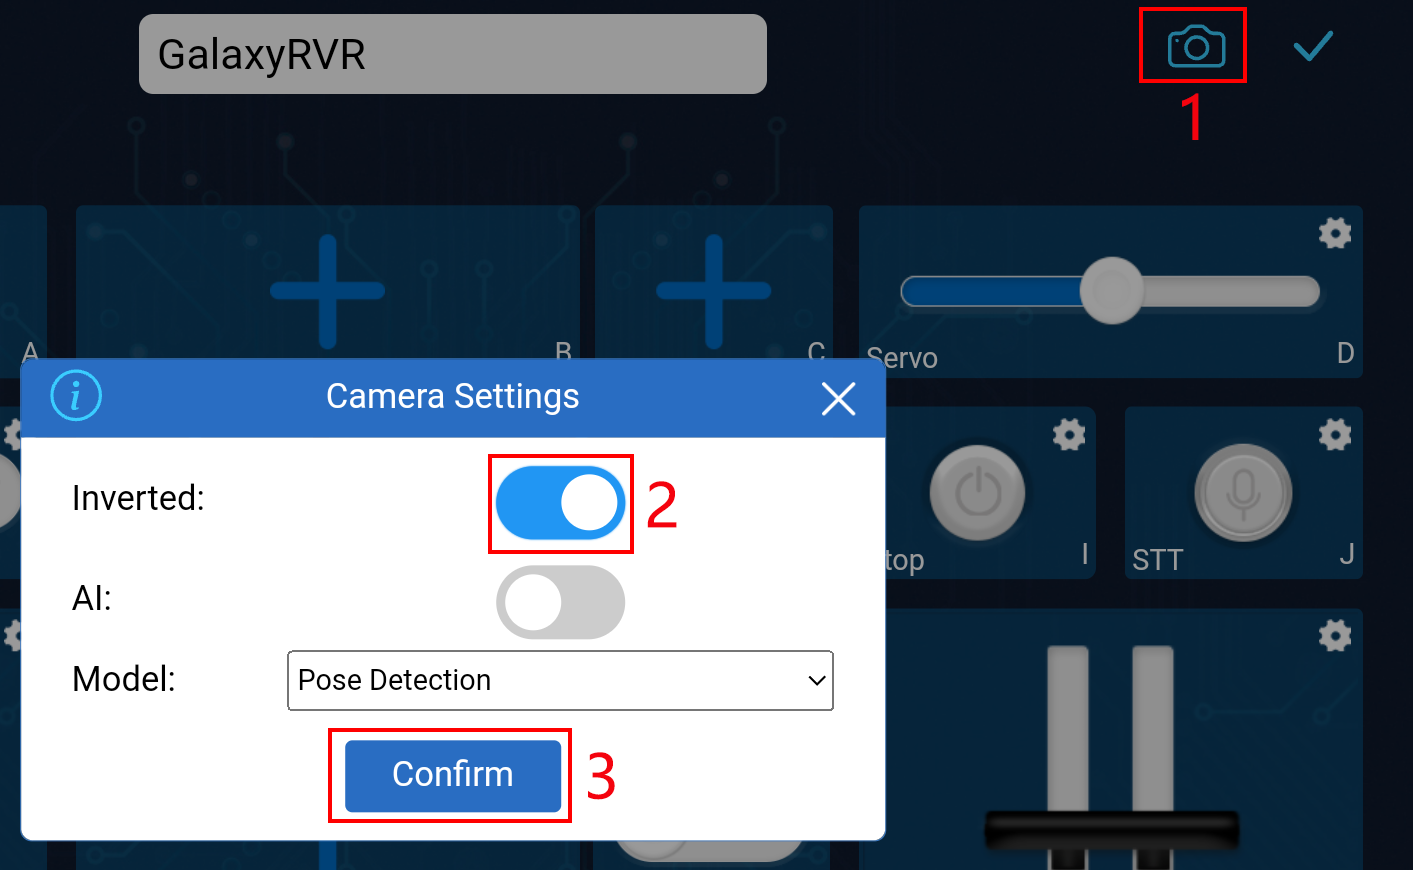 GalaxyRVR
1
A
B
C
Servo
D
i
Camera Settings
Inverted:
2
AI:
Model:
Pose Detection
Confirm
3
top
I
STT
J